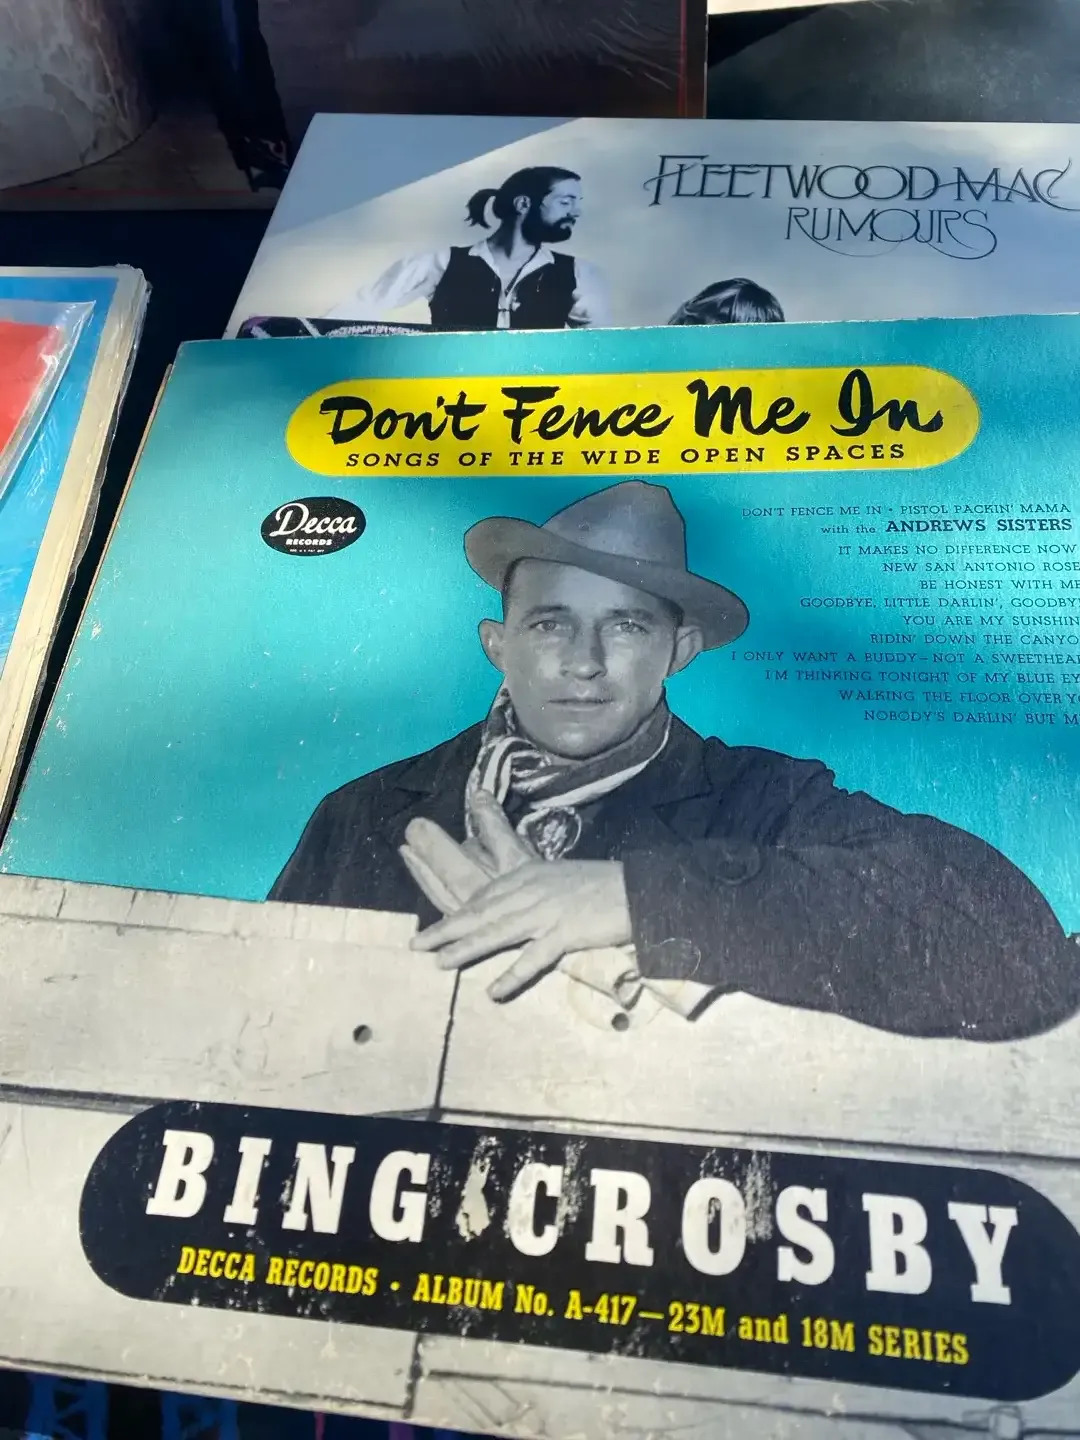 FLEETWOOD MAC
RUMOURS
Don't Fence Me In
SONGS OF THE WIDE OPEN SPACES
Decca
RECORDS
DON'T FENCE ME IN • PISTOL PACKIN' MAMA
with the ANDREWS SISTERS
IT MAKES NO DIFFERENCE NOW
NEW SAN ANTONIO ROSE
BE HONEST WITH ME
GOODBYE, LITTLE DARLIN', GOODBY
YOU ARE MY SUNSHIN
RIDIN' DOWN THE CANYO
I ONLY WANT A BUDDY—NOT A SWEETHEAR
I'M THINKING TONIGHT OF MY BLUE EY
WALKING THE FLOOR OVER YO
NOBODY'S DARLIN' BUT M
BING CROSBY
DECCA RECORDS • ALBUM No. A-417—23M and 18M SERIES